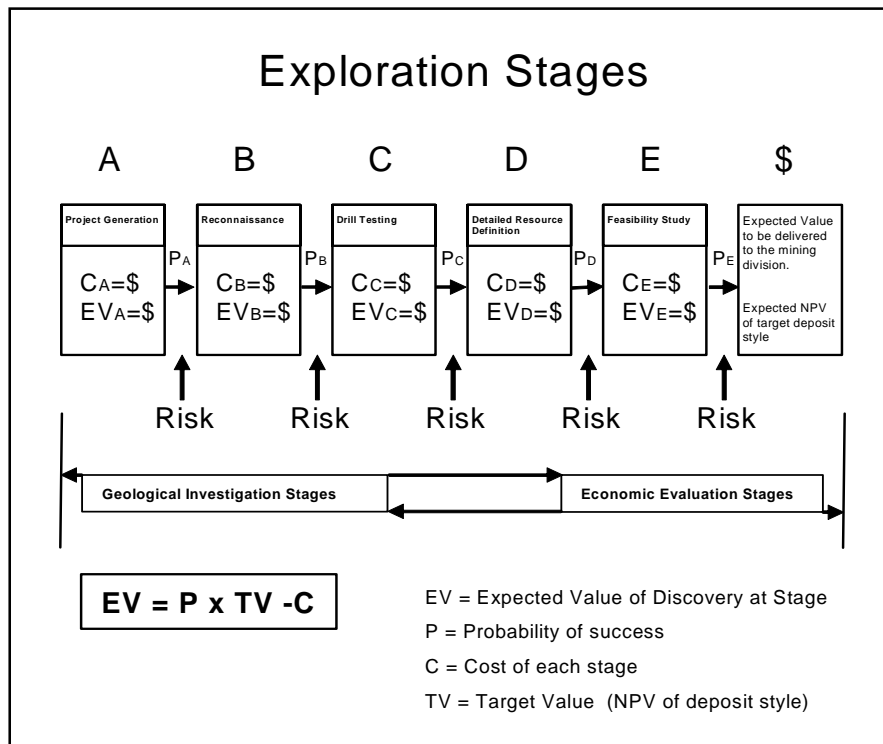 Exploration Stages
A B C D E $
Project Generation
CA=$
EVA=$
PA
Reconnaissance
CB=$
EVB=$
PB
Drill Testing
CC=$
EVC=$
PC
Detailed Resource
Definition
CD=$
EVD=$
PD
Feasibility Study
CE=$
EVE=$
PE
Expected Value
to be delivered
to the mining
division.
Expected NPV
of target deposit
style
Risk Risk Risk Risk Risk
Geological Investigation Stages
Economic Evaluation Stages
EV = P x TV -C
EV = Expected Value of Discovery at Stage
P = Probability of success
C = Cost of each stage
TV = Target Value (NPV of deposit style)